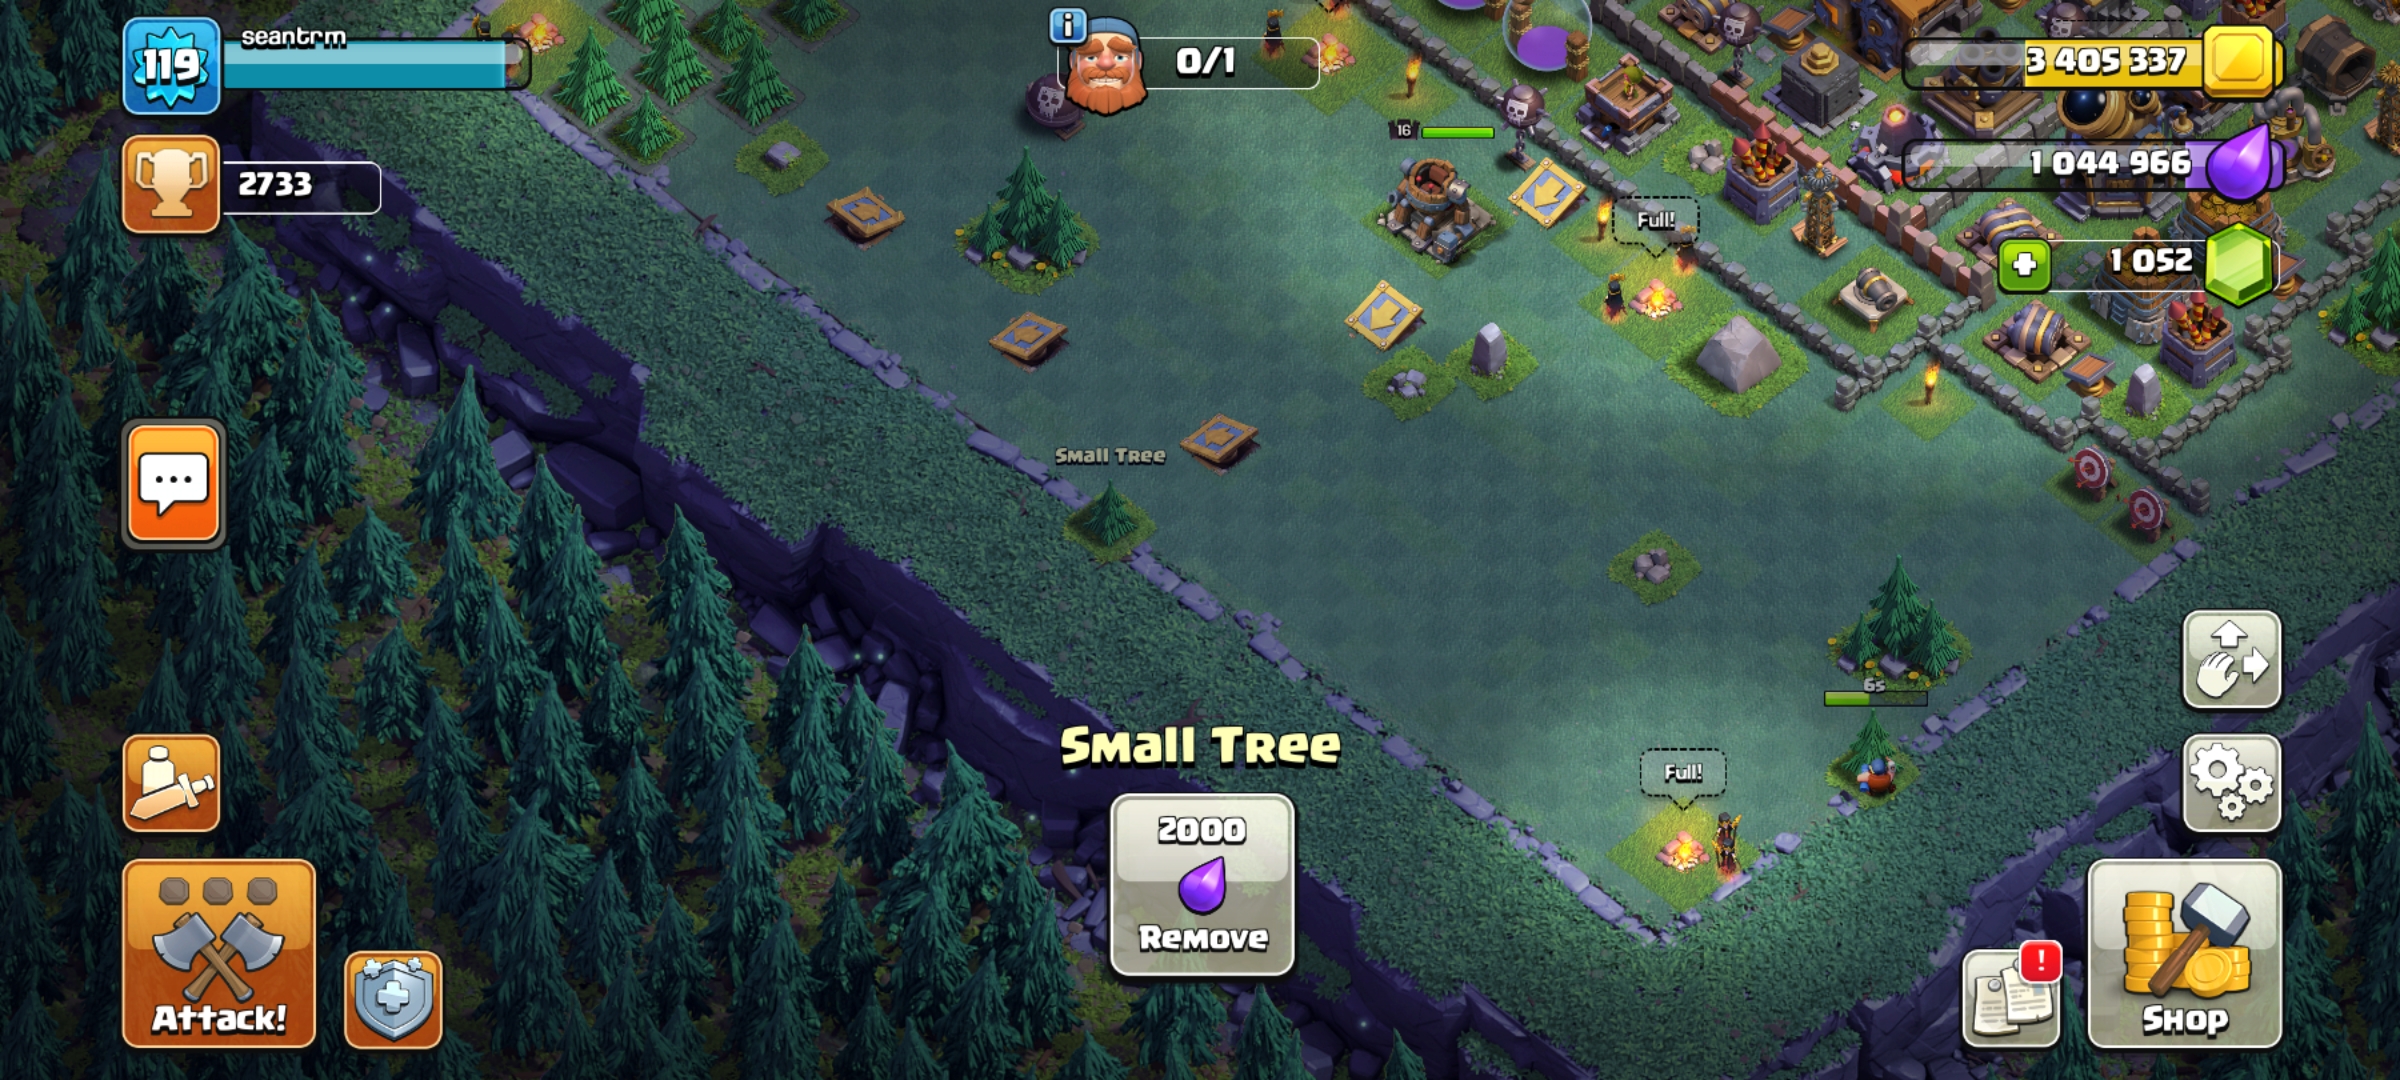 119
seantrm
i
0/1
3 405 337
2733
1 044 966
1 052
16
Full!
Small Tree
6s
Full!
Small Tree
2000
Remove
Attack!
!
Shop